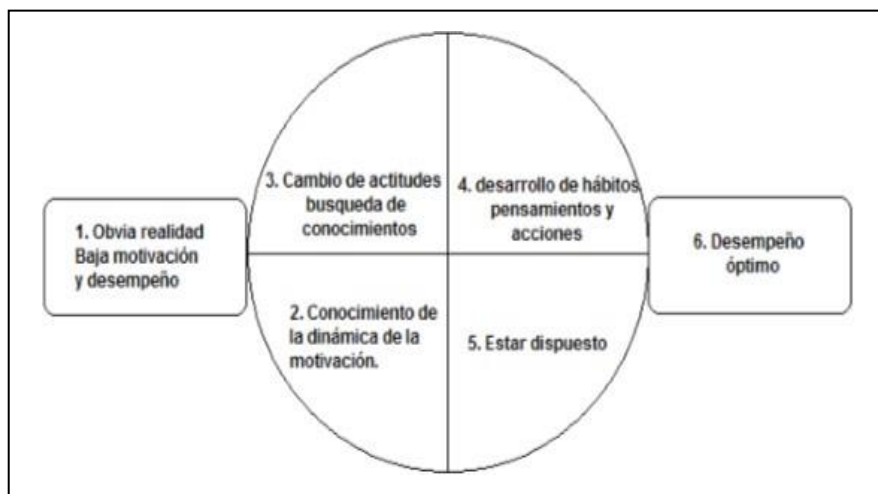 1. Obvia realidad
Baja motivación
y desempeño
2. Conocimiento de
la dinámica de la
motivación.
3. Cambio de actitudes
busqueda de
conocimientos
4. desarrollo de hábitos
pensamientos y
acciones
5. Estar dispuesto
6. Desempeño
óptimo